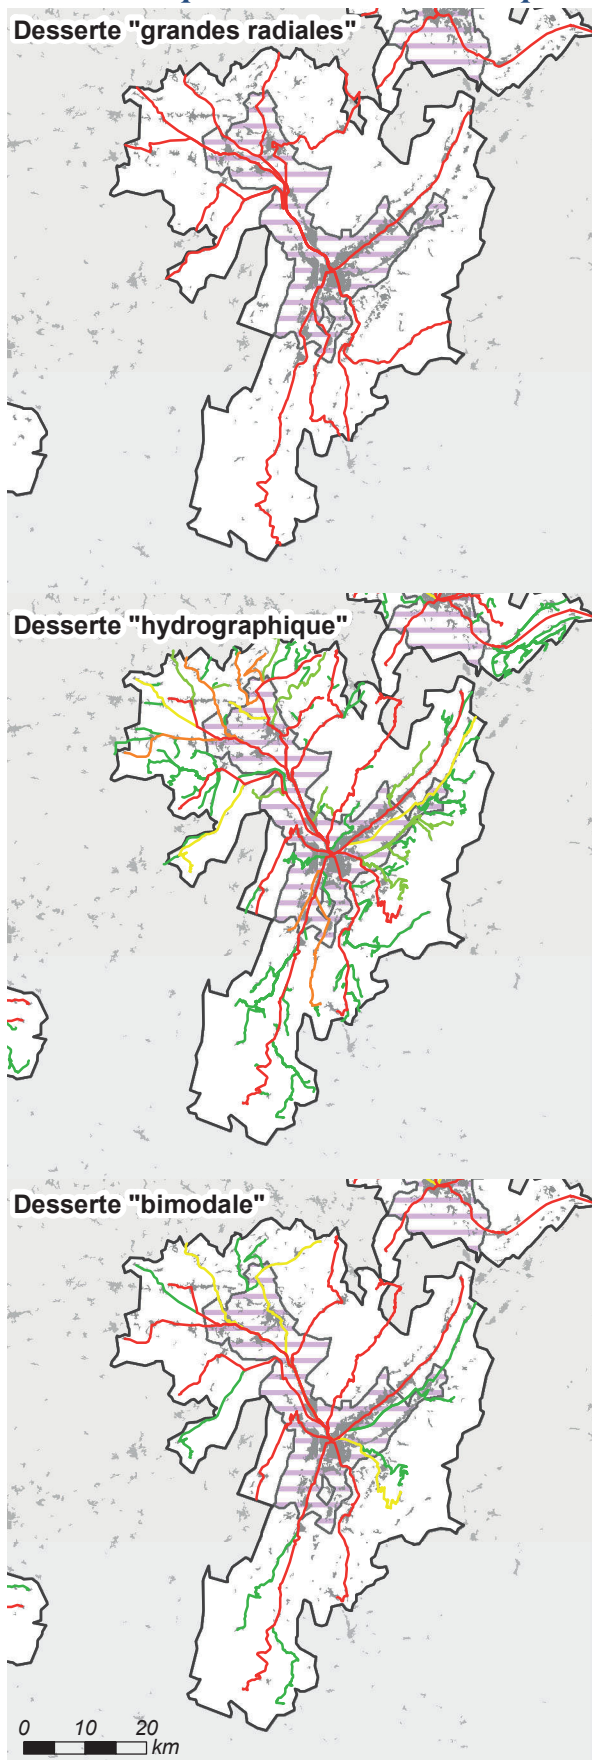 Desserte "grandes radiales"
Desserte "hydrographique"
Desserte "bimodale"
0 10 20
km